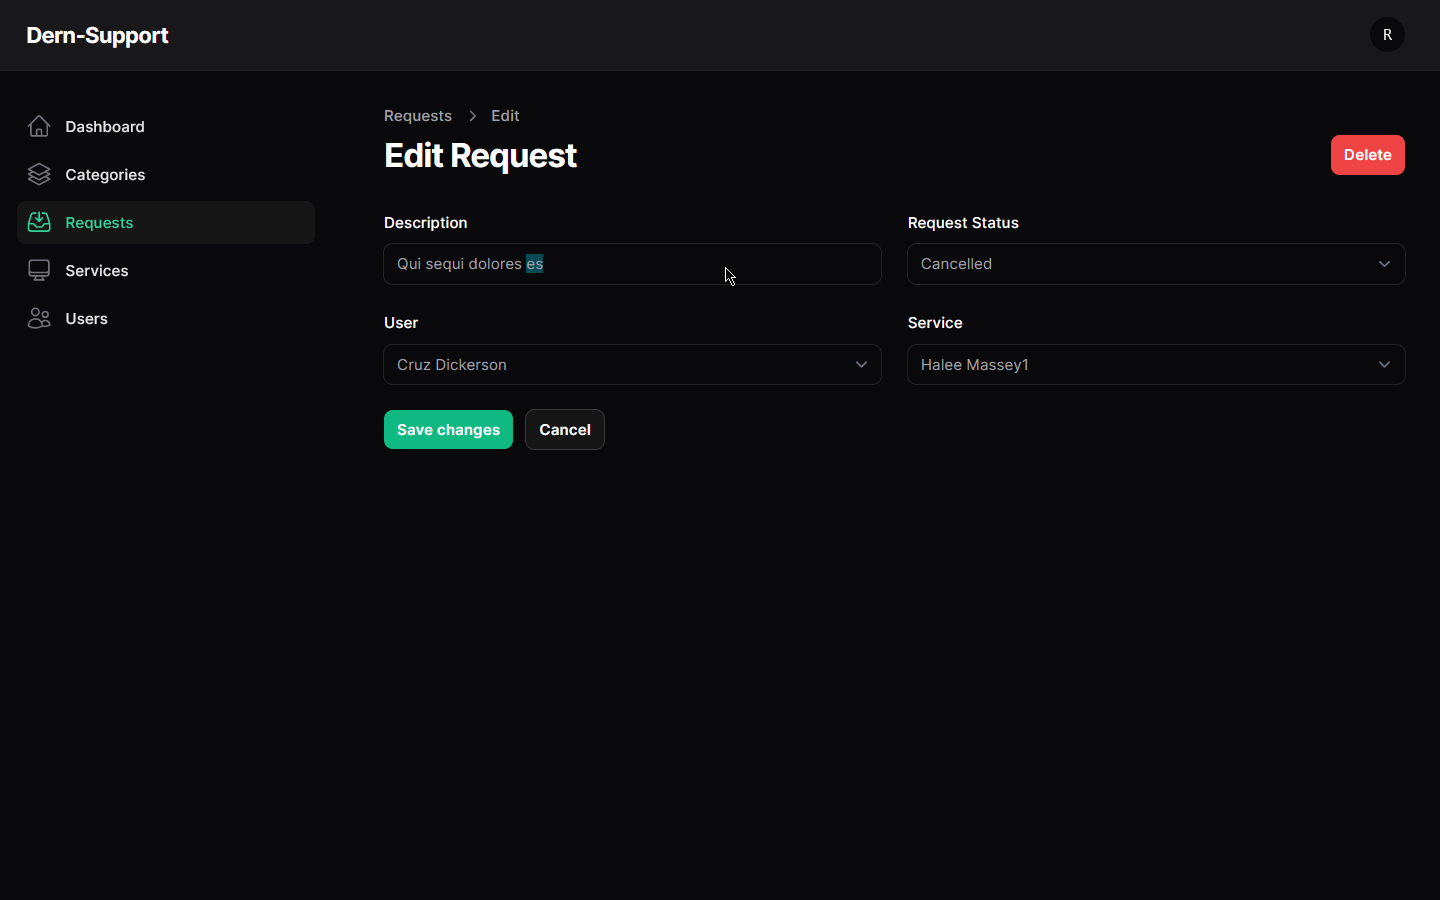 Dern-Support
R
Dashboard
Categories
Requests
Services
Users
Requests > Edit
Edit Request
Delete
Description
Qui sequi dolores es
Request Status
Cancelled
User
Cruz Dickerson
Service
Halee Massey1
Save changes
Cancel